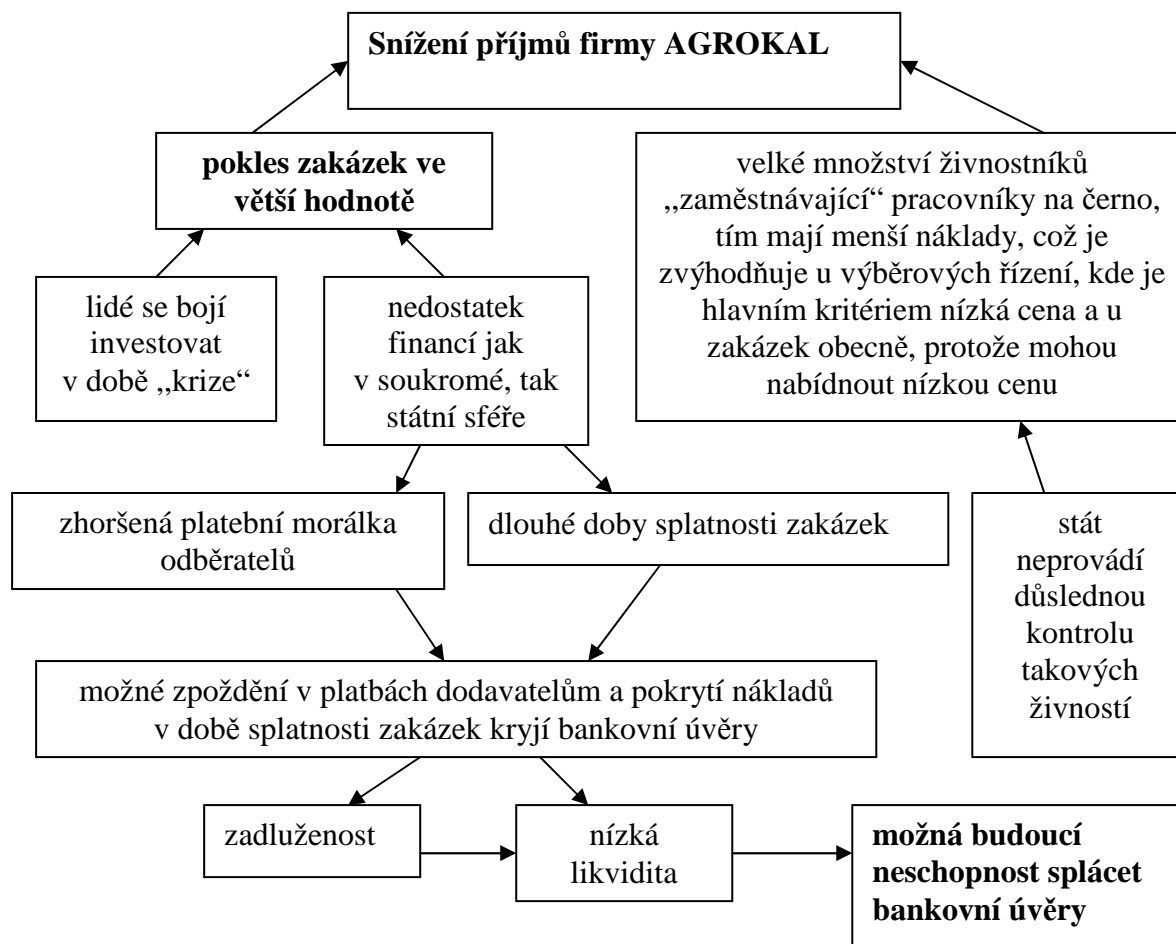 Snížení příjmů firmy AGROKAL
pokles zakázek ve
větší hodnotě
velké množství živnostníků
„zaměstnávající“ pracovníky na černo,
tím mají menší náklady, což je
zvýhodňuje u výběrových řízení, kde je
hlavním kritériem nízká cena a u
zakázek obecně, protože mohou
nabídnout nízkou cenu
lidé se bojí
investovat
v době „krize“
nedostatek
financí jak
v soukromé, tak
státní sféře
zhoršená platební morálka
odběratelů
dlouhé doby splatnosti zakázek
stát
neprovádí
důslednou
kontrolu
takových
živností
možné zpoždění v platbách dodavatelům a pokrytí nákladů
v době splatnosti zakázek kryjí bankovní úvěry
zadluženost
nízká
likvidita
možná budoucí
neschopnost splácet
bankovní úvěry